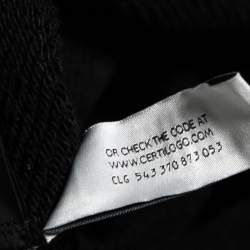 OR CHECK THE CODE AT
WWW.CERTILOGO.COM
CLG 543 370 873 053